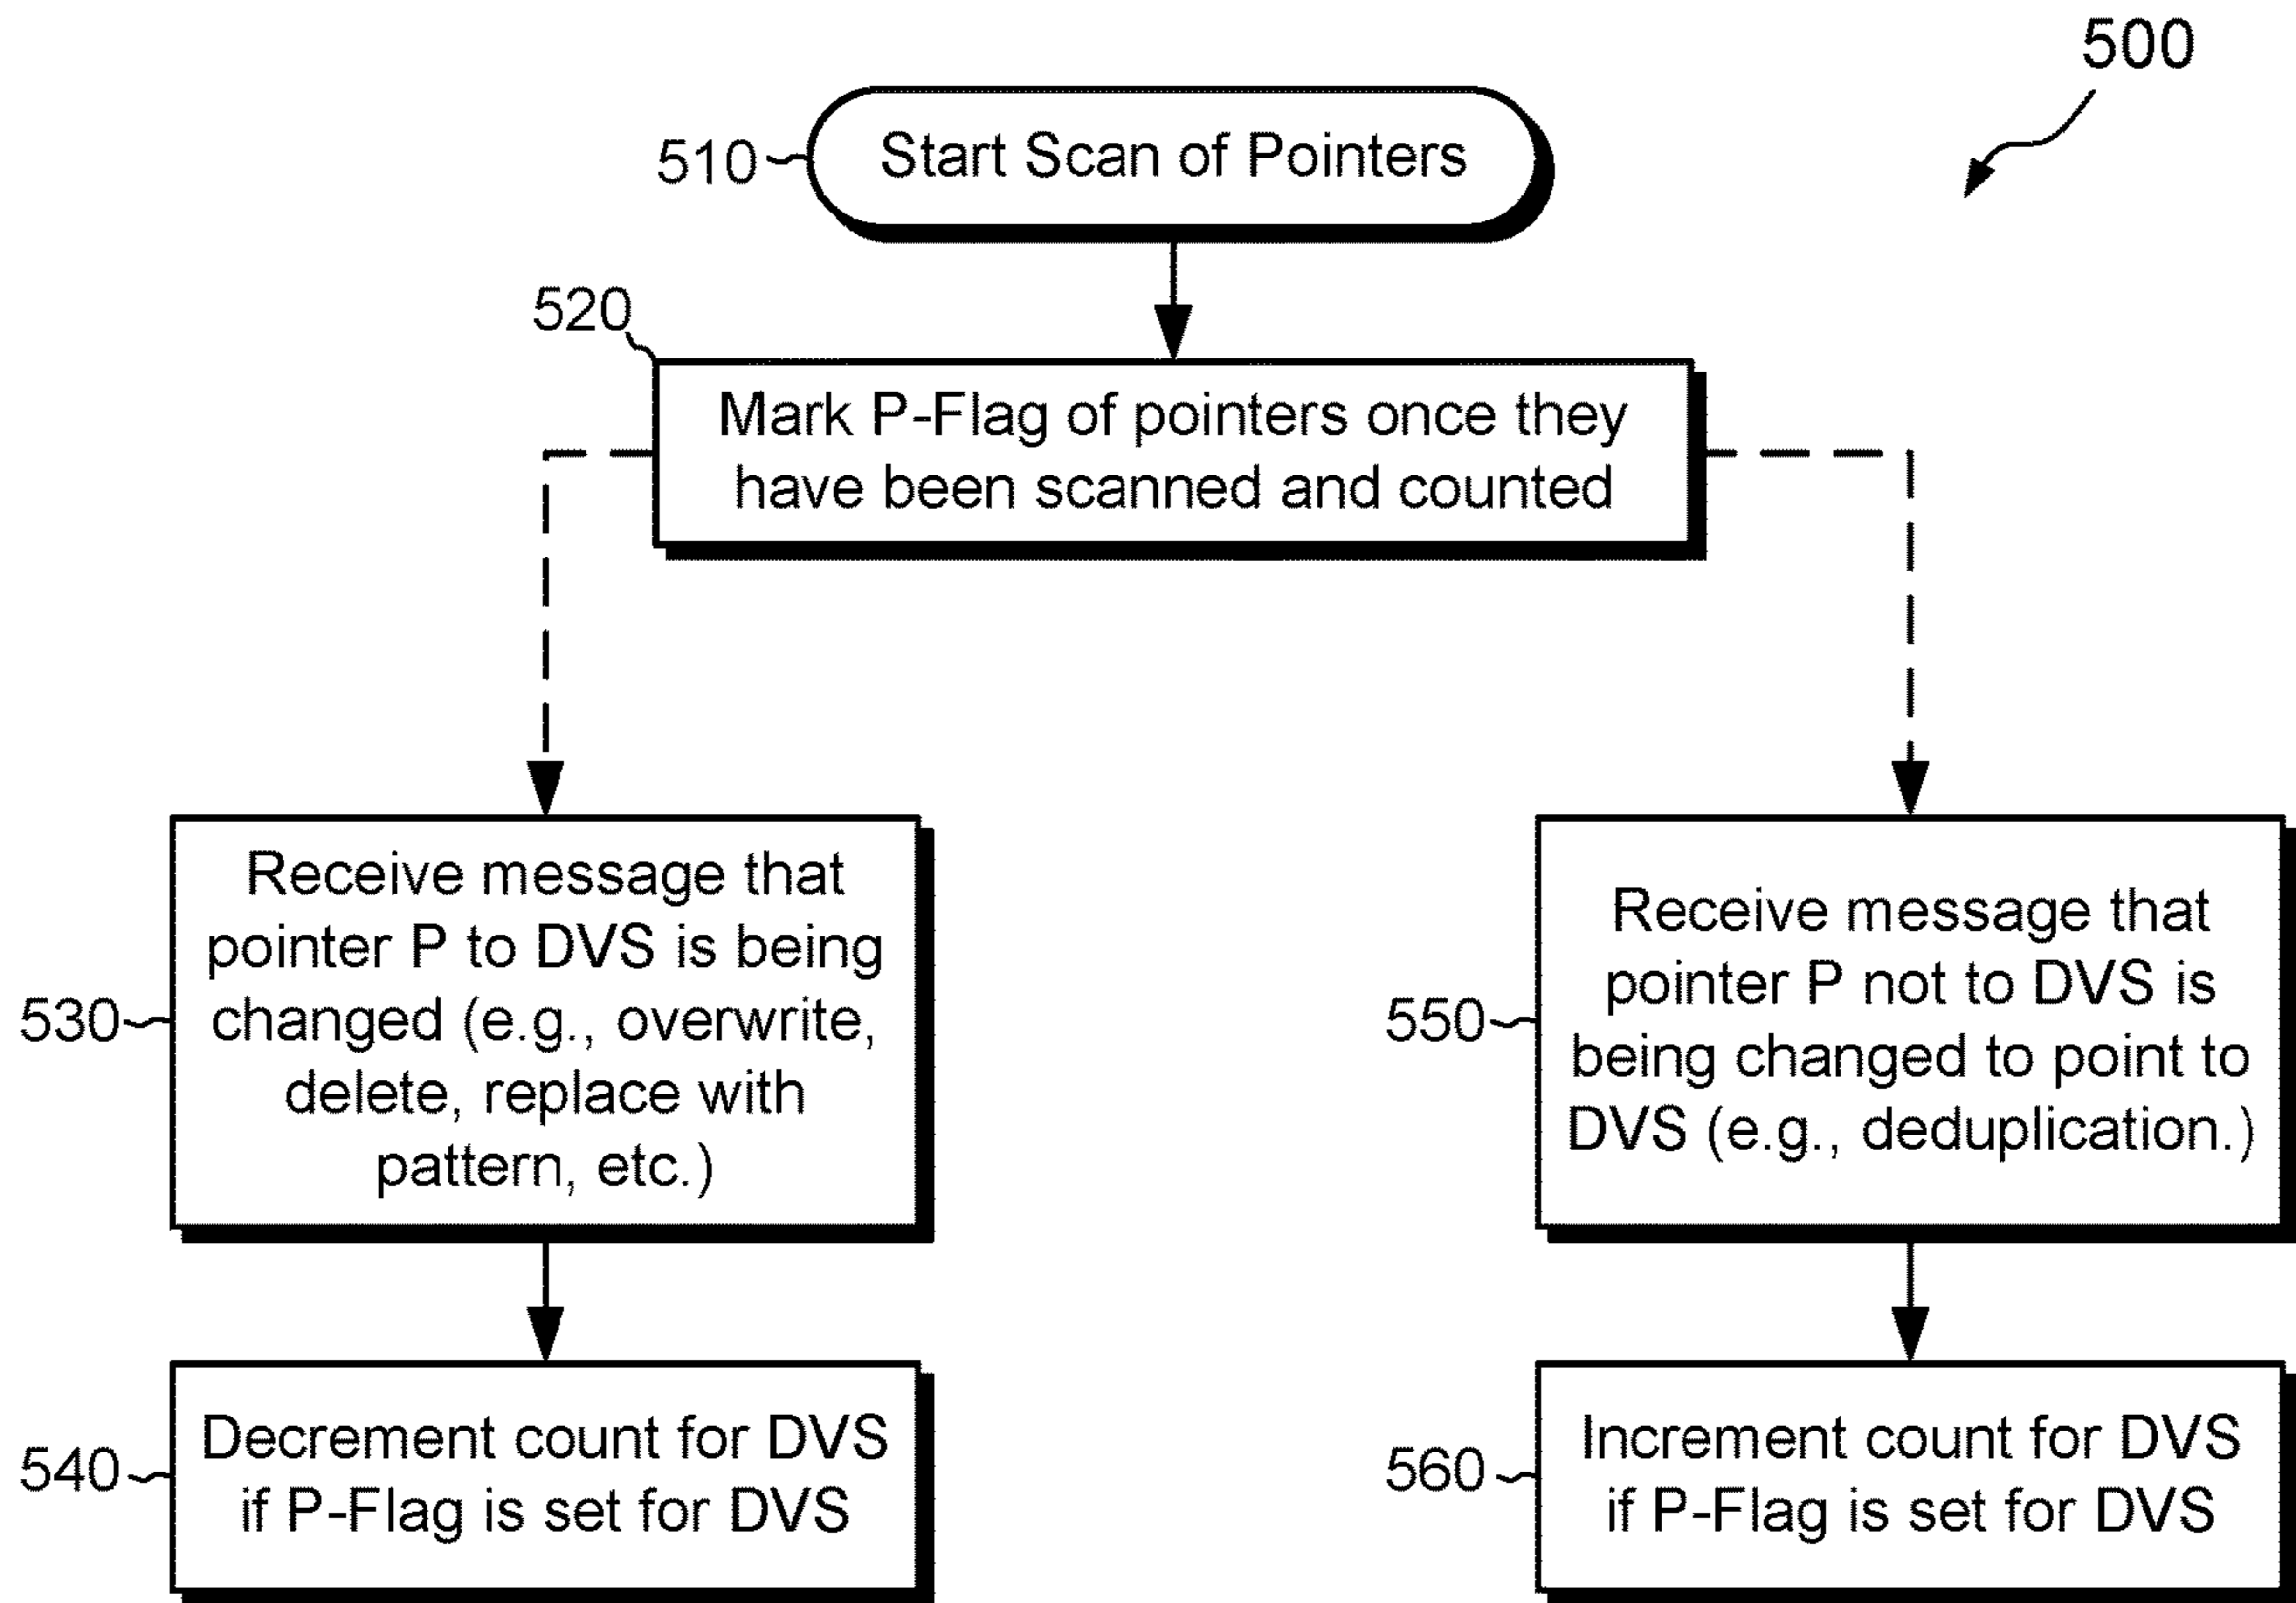 500
510
Start Scan of Pointers
520
Mark P-Flag of pointers once they
have been scanned and counted
530
Receive message that
pointer P to DVS is being
changed (e.g., overwrite,
delete, replace with
pattern, etc.)
540
Decrement count for DVS
if P-Flag is set for DVS
550
Receive message that
pointer P not to DVS is
being changed to point to
DVS (e.g., deduplication.)
560
Increment count for DVS
if P-Flag is set for DVS